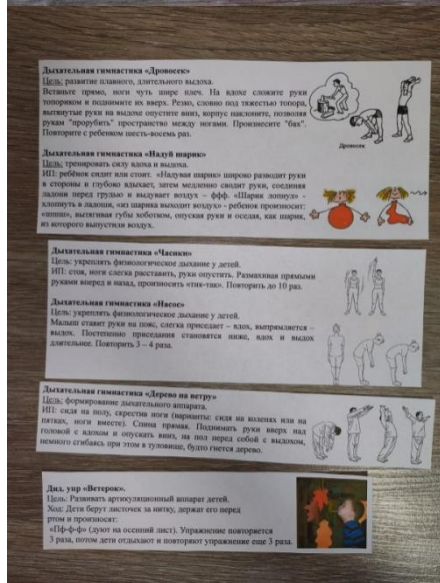 Дыхательная гимнастика «Дровосек»
Цель: развитие плавного, длительного выдоха.
Встаньте прямо, ноги чуть шире плеч. На вдохе сложите руки
топориком и поднимите их вверх. Резко, словно под тяжестью топора,
вытянутые руки на выдохе опустите вниз, корпус наклоните, позволяя
рукам "прорубить" пространство между ногами. Произнесите "бах".
Повторите с ребенком шесть-восемь раз.
Дровосек
Дыхательная гимнастика «Надуй шарик»
Цель: тренировать силу вдоха и выдоха.
ИП: ребёнок сидит или стоит. «Надувая шарик» широко разводит руки
в стороны и глубоко вдыхает, затем медленно сводит руки, соединяя
ладони перед грудью и выдувает воздух – ффф. «Шарик лопнул» -
хлопнуть в ладоши, «из шарика выходит воздух» - ребенок произносит:
«шшш», вытягивая губы хоботком, опуская руки и оседая, как шарик,
из которого выпустили воздух.
Дыхательная гимнастика «Часики»
Цель: укреплять физиологическое дыхание у детей.
ИП: стоя, ноги слегка расставить, руки опустить. Размахивая прямыми
руками вперед и назад, произносить «тик-так». Повторить до 10 раз.
Дыхательная гимнастика «Насос»
Цель: укреплять физиологическое дыхание у детей.
Малыш ставит руки на пояс, слегка приседает – вдох, выпрямляется –
выдох. Постепенно приседания становятся ниже, вдох и выдох
длительнее. Повторить 3 – 4 раза.
Дыхательная гимнастика «Дерево на ветру»
Цель: формирование дыхательного аппарата.
ИП: сидя на полу, скрестив ноги (варианты: сидя на коленях или на
пятках, ноги вместе). Спина прямая. Поднимать руки вверх над
головой с вдохом и опускать вниз, на пол перед собой с выдохом,
немного сгибаясь при этом в туловище, будто гнется дерево.
Дид. упр «Ветерок».
Цель: Развивать артикуляционный аппарат детей.
Ход: Дети берут листочек за нитку, держат его перед
ртом и произносят:
«Пф-ф-ф» (дуют на осенний лист). Упражнение повторяется
3 раза, потом дети отдыхают и повторяют упражнение еще 3 раза.